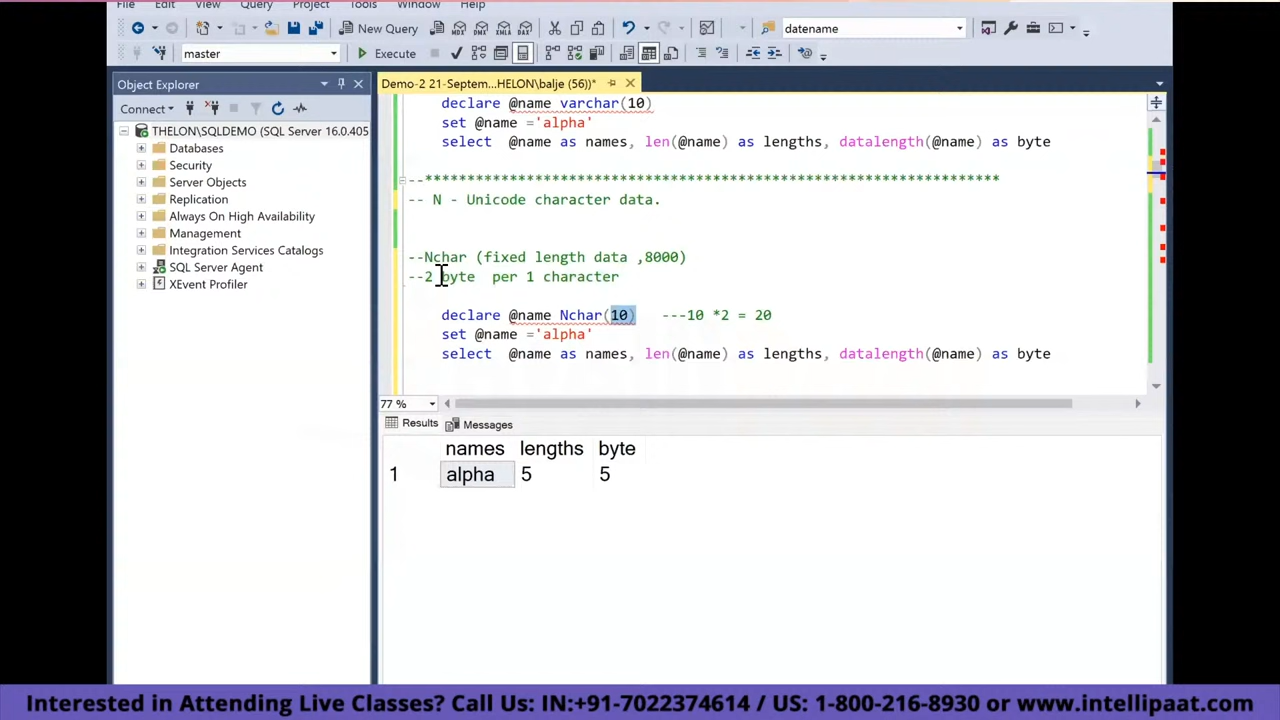 File Edit View Query Project Tools Window Help
New Query MDX DMX XMLA DAX datename
master Execute
Object Explorer
Connect
THELON\SQLDEMO (SQL Server 16.0.405
Databases
Security
Server Objects
Replication
Always On High Availability
Management
Integration Services Catalogs
SQL Server Agent
XEvent Profiler
Demo-2 21-Septem...HELON\balje (56))*
declare @name varchar(10)
set @name ='alpha'
select @name as names, len(@name) as lengths, datalength(@name) as byte
--********************************************************************
-- N - Unicode character data.
--Nchar (fixed length data ,8000)
--2 byte per 1 character
declare @name Nchar(10) ---10 *2 = 20
set @name ='alpha'
select @name as names, len(@name) as lengths, datalength(@name) as byte
77 %
Results Messages
names lengths byte
1 alpha 5 5
Interested in Attending Live Classes? Call Us: IN:+91-7022374614 / US: 1-800-216-8930 or www.intellipaat.com